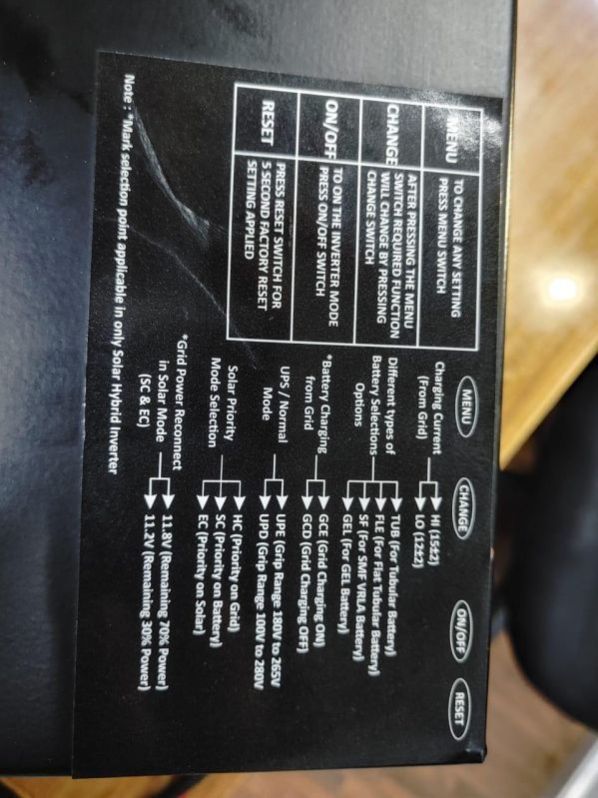 MENU
TO CHANGE ANY SETTING
PRESS MENU SWITCH
CHANGE
AFTER PRESSING THE MENU
SWITCH REQUIRED FUNCTION
WILL CHANGE BY PRESSING
CHANGE SWITCH
ON/OFF
TO ON THE INVERTER MODE
PRESS ON/OFF SWITCH
RESET
PRESS RESET SWITCH FOR
5 SECOND FACTORY RESET
SETTING APPLIED
MENU
CHANGE
ON/OFF
RESET
Charging Current
(From Grid)
HI (15±2)
LO (12±2)
Different types of
Battery Selections
Options
TUB (For Tubular Battery)
FLE (For Flat Tubular Battery)
SF (For SMF VRLA Battery)
GEL (For GEL Battery)
*Battery Charging
from Grid
GCE (Grid Charging ON)
GCD (Grid Charging OFF)
UPS / Normal
Mode
UPE (Grip Range 180V to 265V
UPD (Grip Range 100V to 280V
Solar Priority
Mode Selection
HC (Priority on Grid)
SC (Priority on Battery)
EC (Priority on Solar)
*Grid Power Reconnect
in Solar Mode
(SC & EC)
11.8V (Remaining 70% Power)
11.2V (Remaining 30% Power)
Note : *Mark selection point applicable in only Solar Hybrid Inverter